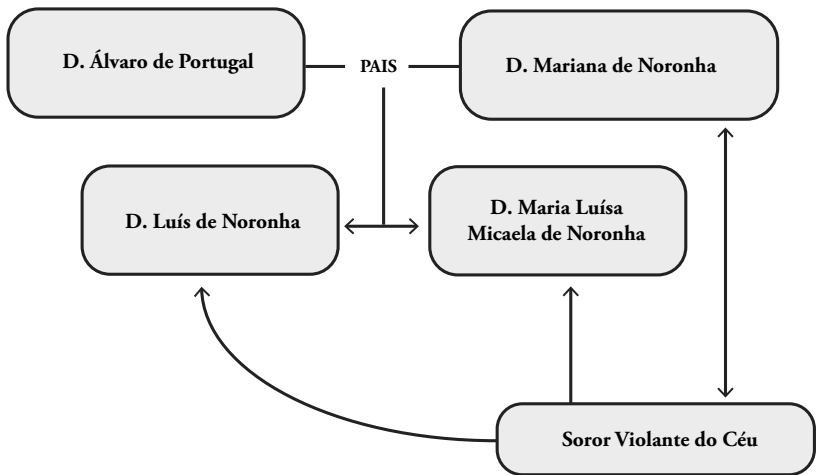 D. Álvaro de Portugal
PAIS
D. Mariana de Noronha
D. Luís de Noronha
D. Maria Luísa
Micaela de Noronha
Soror Violante do Céu